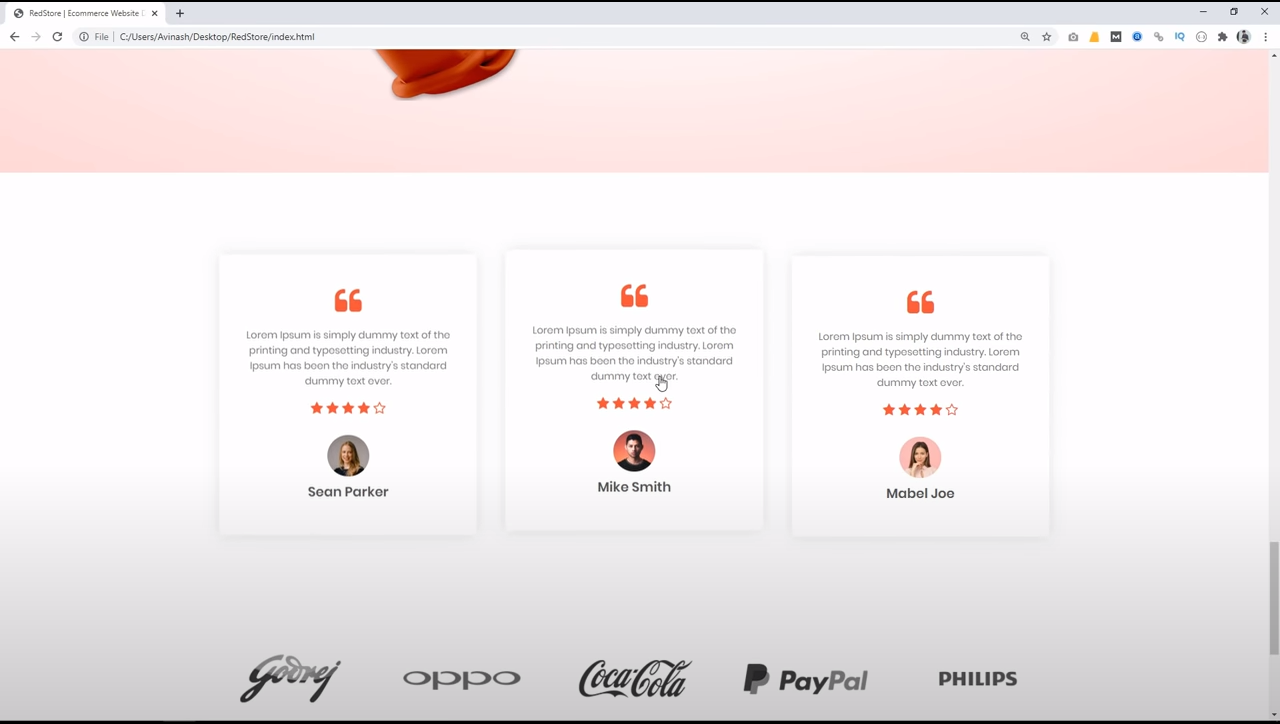 RedStore | Ecommerce Website D
File
C:/Users/Avinash/Desktop/RedStore/index.html
IQ
Lorem Ipsum is simply dummy text of the
printing and typesetting industry. Lorem
Ipsum has been the industry's standard
dummy text ever.
Sean Parker
Lorem Ipsum is simply dummy text of the
printing and typesetting industry. Lorem
Ipsum has been the industry's standard
dummy text ever.
Mike Smith
Lorem Ipsum is simply dummy text of the
printing and typesetting industry. Lorem
Ipsum has been the industry's standard
dummy text ever.
Mabel Joe
Godrej
oppo
Coca-Cola
PayPal
PHILIPS